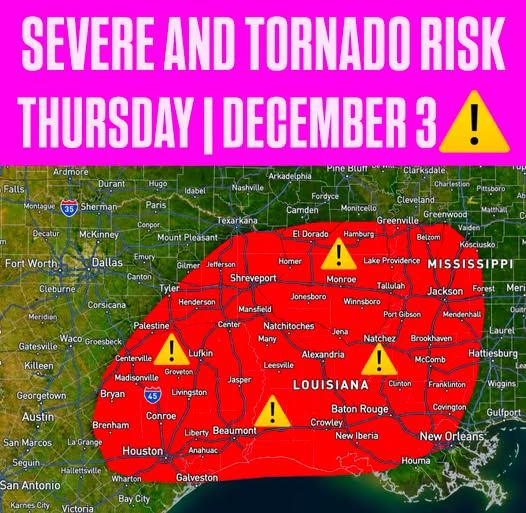 SEVERE AND TORNADO RISK
THURSDAY | DECEMBER 3
Ardmore
Pine Bluff
Clarksdale
Arkadelphia
Falls
Durant
Hugo
Idabel
Nashville
Charleston
Pittsboro
Montague
35
Sherman
Paris
Fordyce
Cleveland
Camden
Monticello
Texarkana
Greenville
Greenwood
Matthi
Decatur
McKinney
Conpor.
El Dorado
Hamburg
Vaiden
Mount Pleasant
Belzoni
Kosciusko
Fort Worth
Dallas
Emory
Gilmer
Jefferson
Homer
Lake Providence
MISSISSIPPI
Canton
Shreveport
Monroe
Cleburne
Tyler
Tallulah
Jackson
Forest
Meri
Corsicana
Henderson
Jonesboro
Winnsboro
Mansfield
Port Gibson
Mendenhall
Meridian
Palestine
Center
Natchitoches
Laurel
Waco
Groesbeck
Many
Jena
Natchez
Brookhaven
Gatesville
Centerville
Lufkin
Alexandria
Hattiesburg
Killeen
Groveton
Leesville
McComb
Madisonville
Wiggins
Georgetown
Bryan
45
Livingston
Jasper
LOUISIANA
Clinton
Franklinton
Austin
Conroe
Baton Rouge
Covington
Gulfport
Brenham
Liberty
Beaumont
Crowley
San Marcos
La Grange
Houston
Anahuac
New Iberia
New Orleans
Seguin
Hallettsville
Houma
San Antonio
Wharton
Galveston
Bay City
Karnes City
Victoria